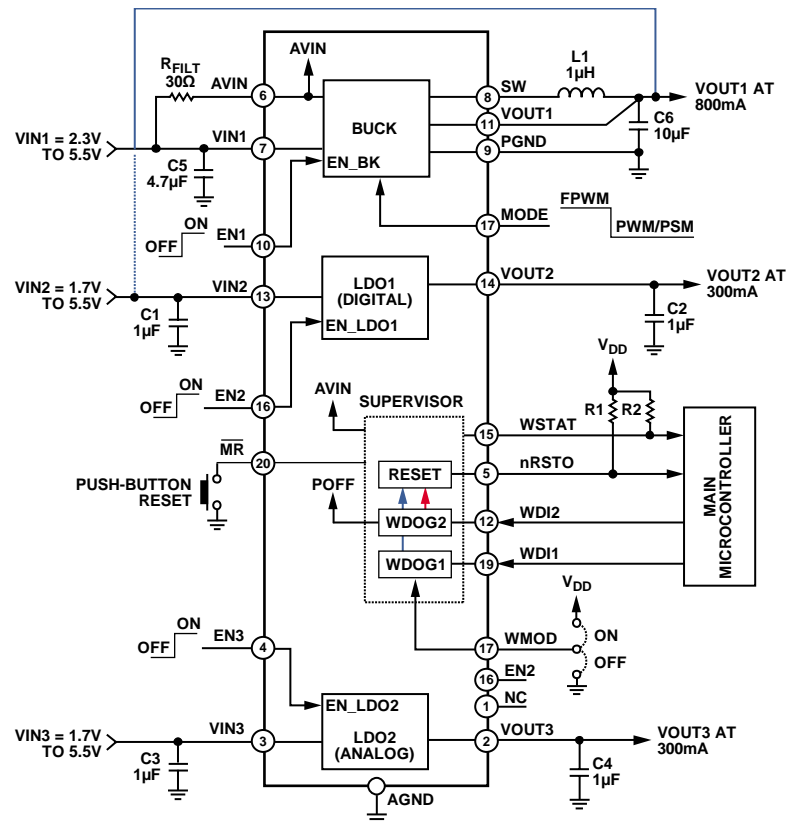 AVIN
R_FILT
30Ω
AVIN
6
VIN1 = 2.3V
TO 5.5V
VIN1
7
C5
4.7µF
BUCK
EN_BK
8
SW
L1
1µH
VOUT1 AT
800mA
11
VOUT1
9
PGND
C6
10µF
OFF
ON
EN1
10
17
MODE
FPWM
PWM/PSM
VIN2 = 1.7V
TO 5.5V
VIN2
13
C1
1µF
LDO1
(DIGITAL)
EN_LDO1
14
VOUT2
VOUT2 AT
300mA
C2
1µF
OFF
ON
EN2
16
AVIN
SUPERVISOR
VDD
R1
R2
15
WSTAT
MR
20
PUSH-BUTTON
RESET
RESET
5
nRSTO
POFF
WDOG2
12
WDI2
WDOG1
19
WDI1
MAIN
MICROCONTROLLER
VDD
ON
OFF
17
WMOD
OFF
ON
EN3
4
16
EN2
1
NC
EN_LDO2
LDO2
(ANALOG)
VIN3 = 1.7V
TO 5.5V
VIN3
3
C3
1µF
2
VOUT3
VOUT3 AT
300mA
C4
1µF
AGND